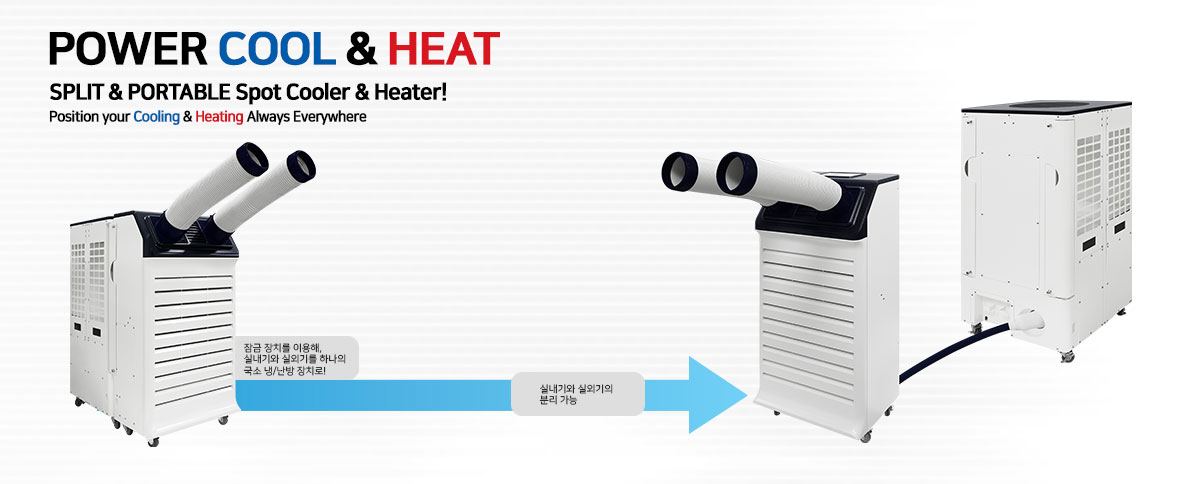 POWER COOL & HEAT
SPLIT & PORTABLE Spot Cooler & Heater!
Position your Cooling & Heating Always Everywhere
잠금 장치를 이용해,
실내기와 실외기를 하나의
국소 냉/난방 장치로!
실내기와 실외기의
분리 가능